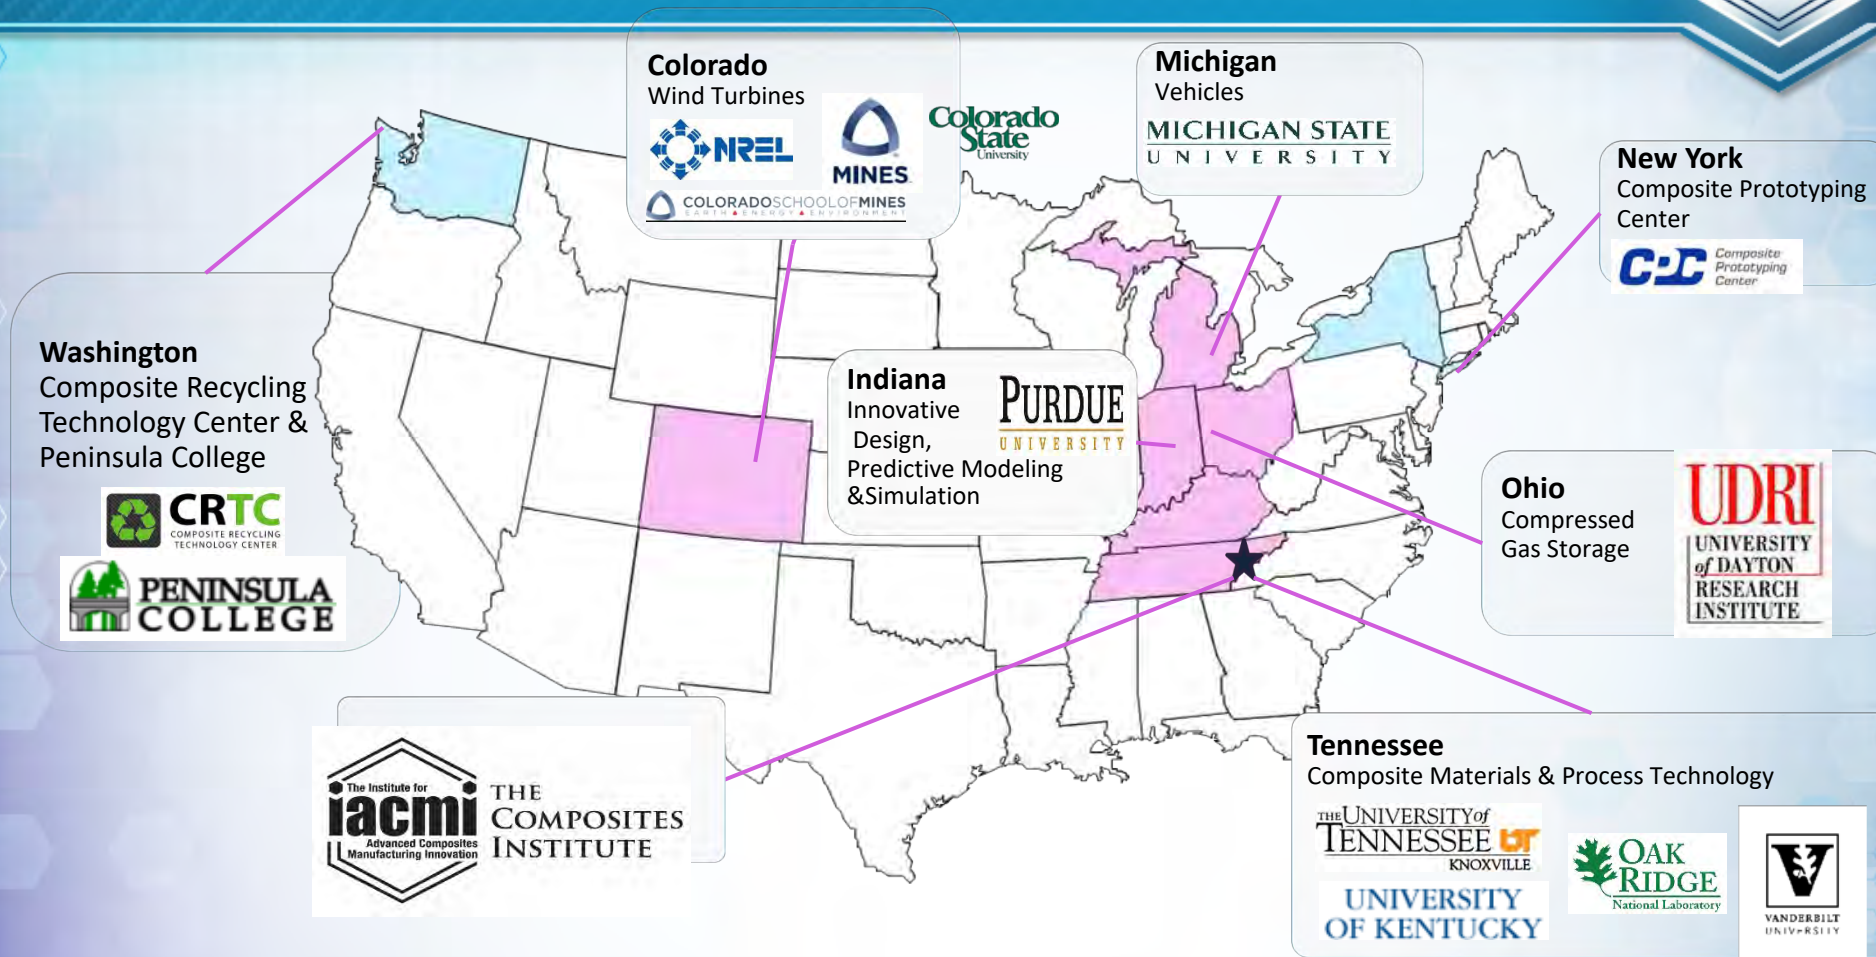 Colorado
Wind Turbines
NREL
MINES
COLORADOSCHOOLOFMINES
EARTH ENERGY ENVIRONMENT
Colorado
State
University
Michigan
Vehicles
MICHIGAN STATE
UNIVERSITY
New York
Composite Prototyping
Center
CPC
Composite
Prototyping
Center
Washington
Composite Recycling
Technology Center &
Peninsula College
CRTC
COMPOSITE RECYCLING
TECHNOLOGY CENTER
PENINSULA
COLLEGE
Indiana
Innovative
Design,
Predictive Modeling
&Simulation
PURDUE
UNIVERSITY
Ohio
Compressed
Gas Storage
UDRI
UNIVERSITY
of DAYTON
RESEARCH
INSTITUTE
The Institute for
iacmi
Advanced Composites
Manufacturing Innovation
THE
COMPOSITES
INSTITUTE
Tennessee
Composite Materials & Process Technology
THE UNIVERSITY of
TENNESSEE UT
KNOXVILLE
UNIVERSITY
OF KENTUCKY
OAK
RIDGE
National Laboratory
V
VANDERBILT
UNIVERSITY